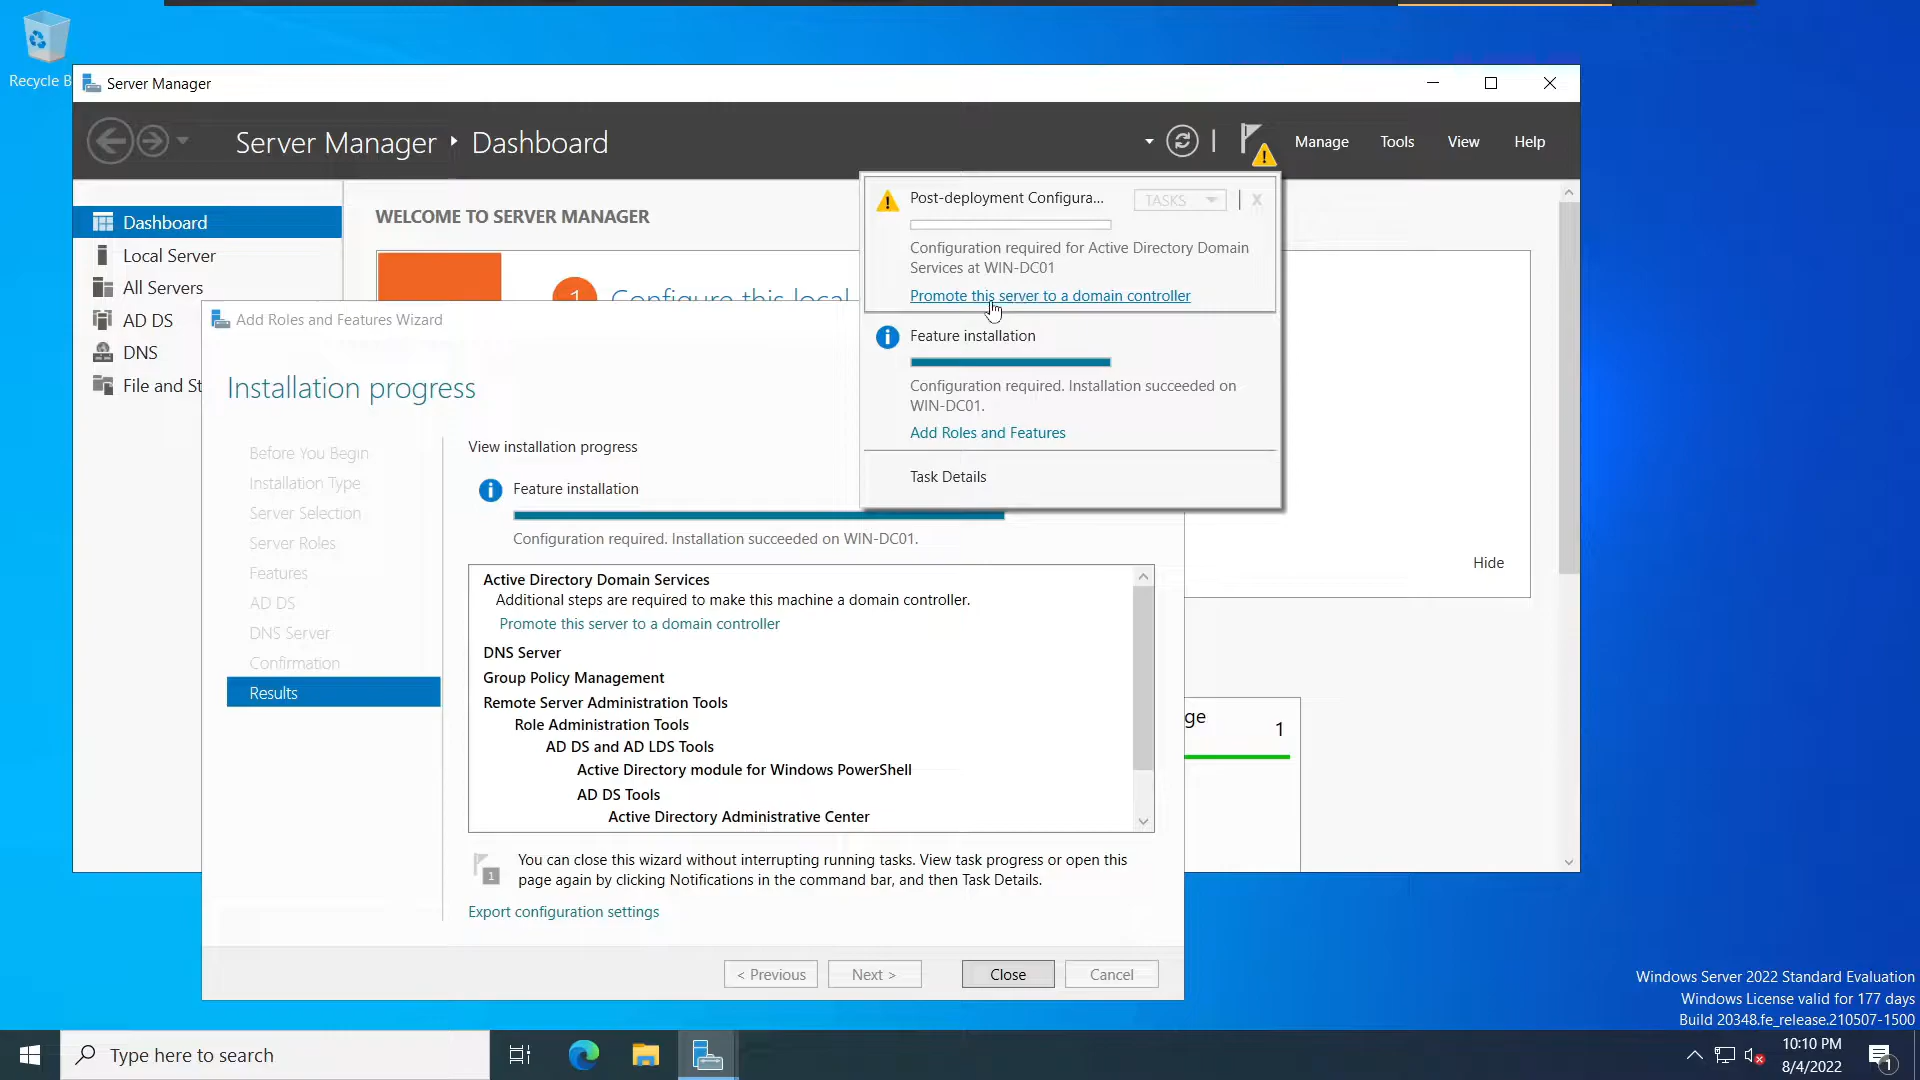 Recycle B
Server Manager
Server Manager
Dashboard
Manage
Tools
View
Help
Dashboard
Local Server
All Servers
AD DS
DNS
File and St
WELCOME TO SERVER MANAGER
1
Configure this local
Hide
ge
1
Post-deployment Configura...
TASKS
X
Configuration required for Active Directory Domain
Services at WIN-DC01
Promote this server to a domain controller
Feature installation
Configuration required. Installation succeeded on
WIN-DC01.
Add Roles and Features
Task Details
Add Roles and Features Wizard
Installation progress
Before You Begin
Installation Type
Server Selection
Server Roles
Features
AD DS
DNS Server
Confirmation
Results
View installation progress
Feature installation
Configuration required. Installation succeeded on WIN-DC01.
Active Directory Domain Services
Additional steps are required to make this machine a domain controller.
Promote this server to a domain controller
DNS Server
Group Policy Management
Remote Server Administration Tools
Role Administration Tools
AD DS and AD LDS Tools
Active Directory module for Windows PowerShell
AD DS Tools
Active Directory Administrative Center
1
You can close this wizard without interrupting running tasks. View task progress or open this
page again by clicking Notifications in the command bar, and then Task Details.
Export configuration settings
< Previous
Next >
Close
Cancel
Windows Server 2022 Standard Evaluation
Windows License valid for 177 days
Build 20348.fe_release.210507-1500
Type here to search
10:10 PM
8/4/2022
1